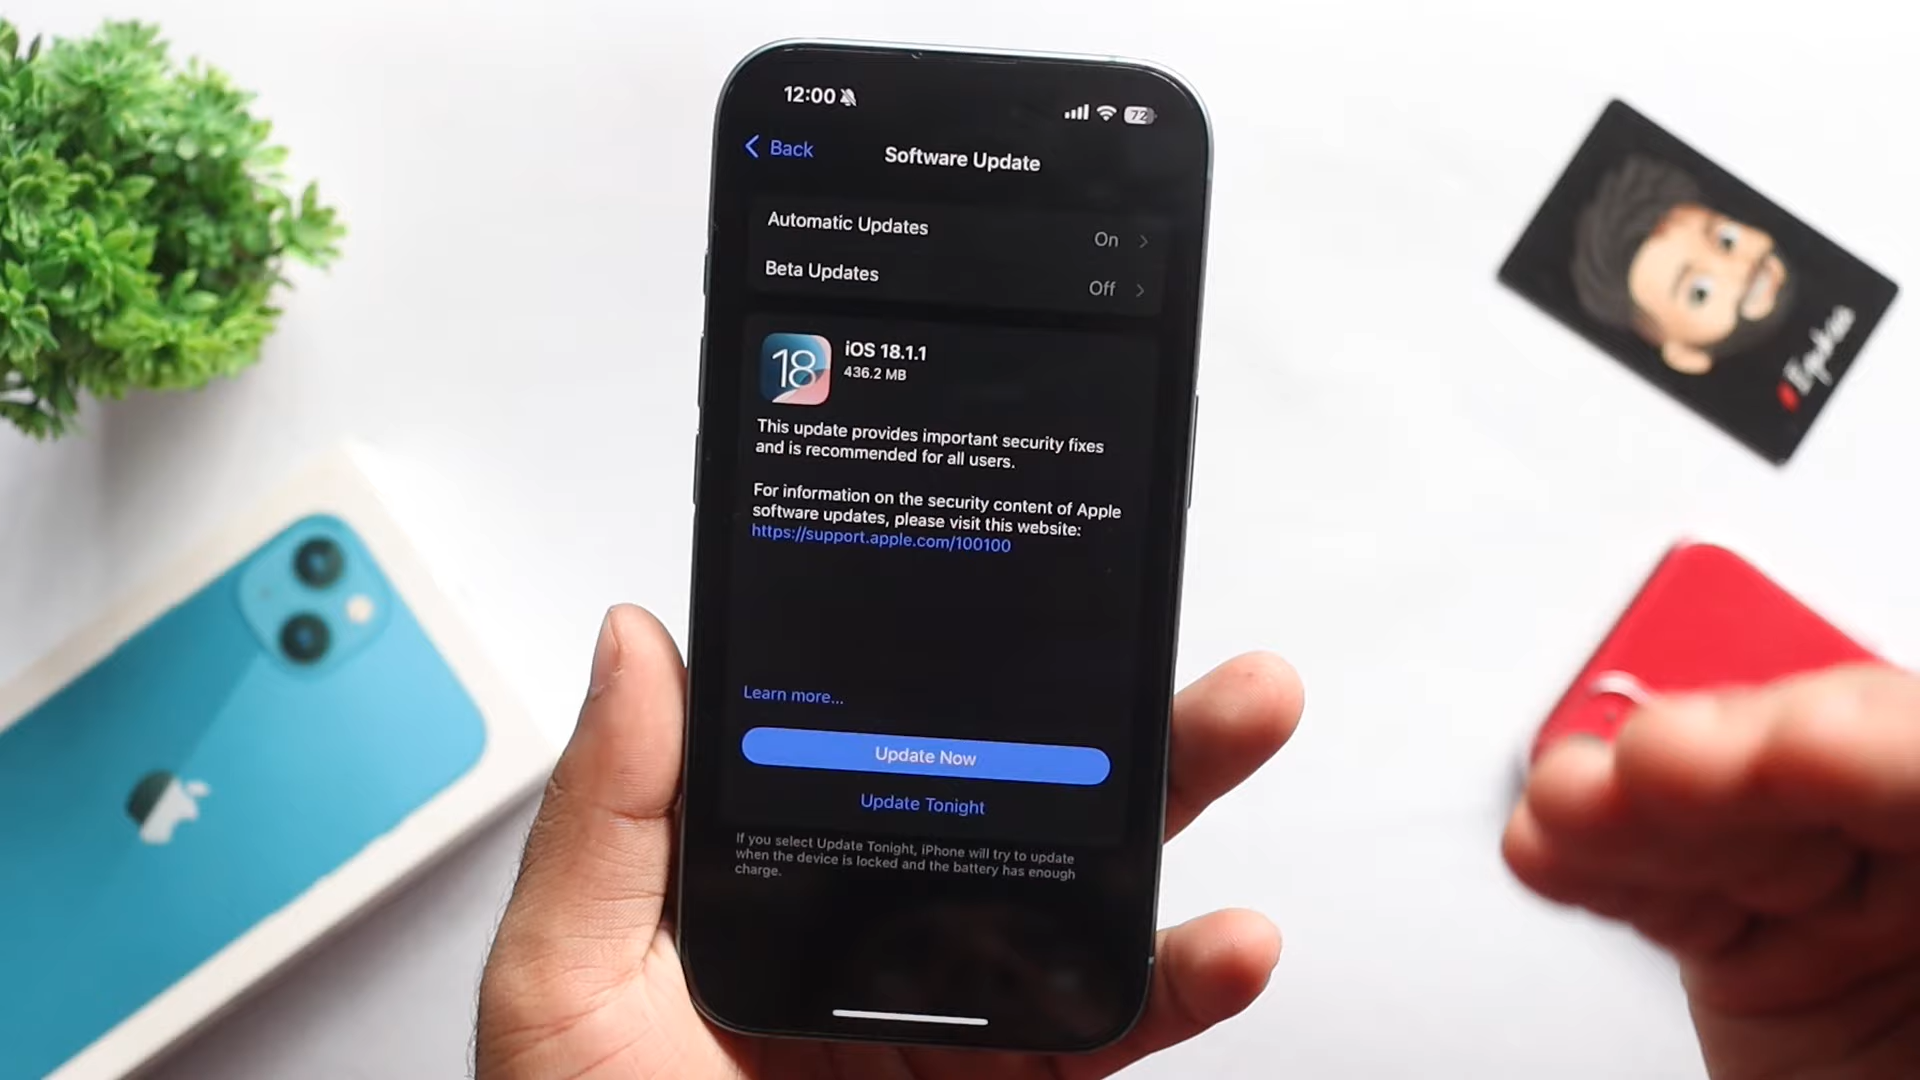 12:00
72
Back
Software Update
Automatic Updates
On
Beta Updates
Off
18
iOS 18.1.1
436.2 MB
This update provides important security fixes
and is recommended for all users.
For information on the security content of Apple
software updates, please visit this website:
https://support.apple.com/100100
Learn more...
Update Now
Update Tonight
If you select Update Tonight, iPhone will try to update
when the device is locked and the battery has enough
charge.